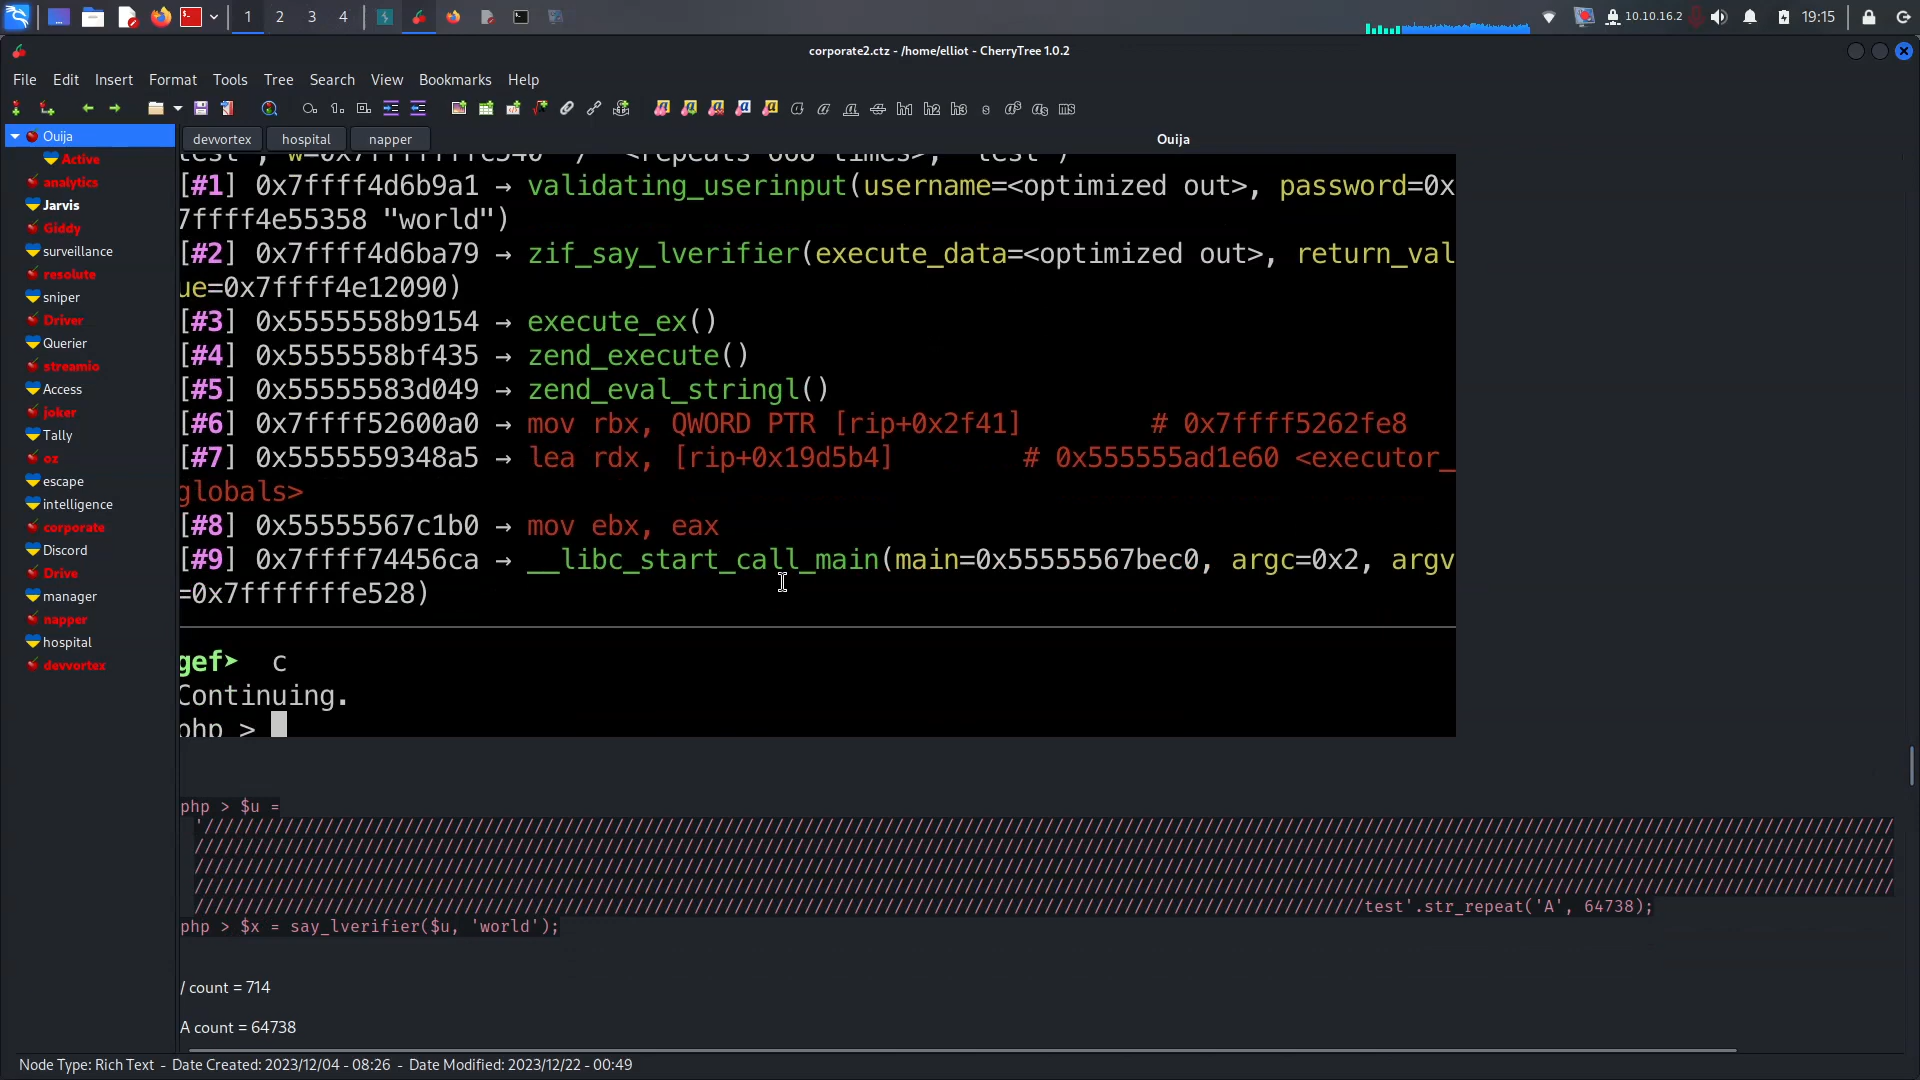 1 2 3 4
10.10.16.2
19:15
corporate2.ctz - /home/elliot - CherryTree 1.0.2
File Edit Insert Format Tools Tree Search View Bookmarks Help
h1 h2 h3 s
Ouija
Active
analytics
Jarvis
Giddy
surveillance
resolute
sniper
Driver
Querier
streamio
Access
joker
Tally
oz
escape
intelligence
corporate
Discord
Drive
manager
napper
hospital
devvortex
devvortex hospital napper Ouija
[#1] 0x7ffff4d6b9a1 → validating_userinput(username=<optimized out>, password=0x
7ffff4e55358 "world")
[#2] 0x7ffff4d6ba79 → zif_say_lverifier(execute_data=<optimized out>, return_val
ue=0x7ffff4e12090)
[#3] 0x5555558b9154 → execute_ex()
[#4] 0x5555558bf435 → zend_execute()
[#5] 0x55555583d049 → zend_eval_stringl()
[#6] 0x7ffff52600a0 → mov rbx, QWORD PTR [rip+0x2f41] # 0x7ffff5262fe8
[#7] 0x5555559348a5 → lea rdx, [rip+0x19d5b4] # 0x555555ad1e60 <executor_
globals>
[#8] 0x55555567c1b0 → mov ebx, eax
[#9] 0x7ffff74456ca → __libc_start_call_main(main=0x55555567bec0, argc=0x2, argv
=0x7fffffffe528)
gef➤ c
Continuing.
php >
php > $u =
test'.str_repeat('A', 64738);
php > $x = say_lverifier($u, 'world');
/ count = 714
A count = 64738
Node Type: Rich Text - Date Created: 2023/12/04 - 08:26 - Date Modified: 2023/12/22 - 00:49